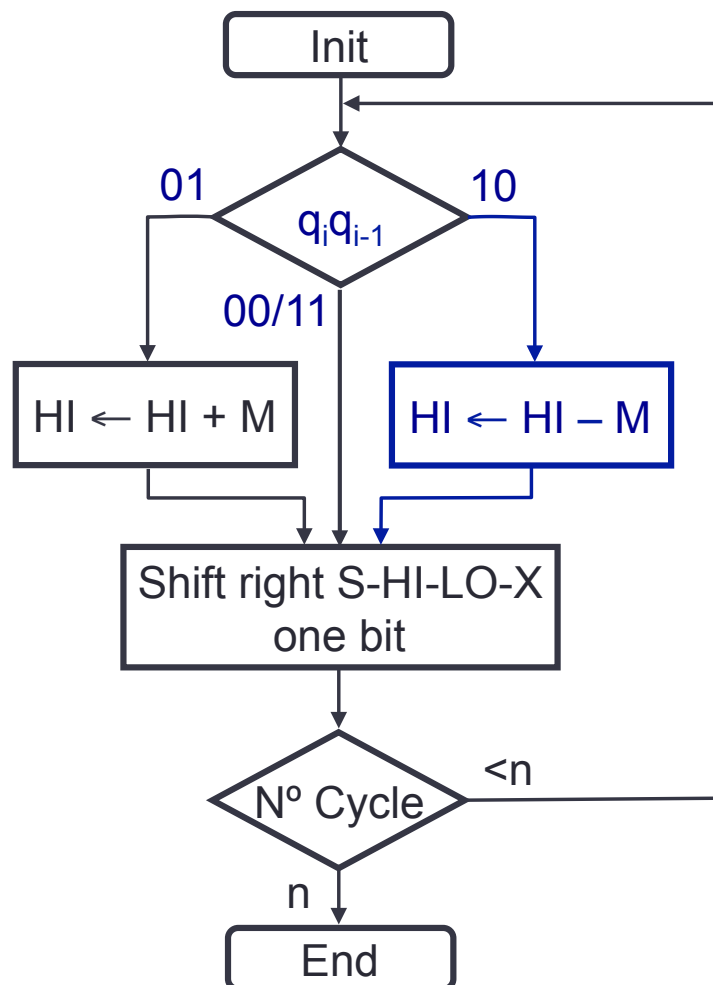 Init
01
10
qᵢqᵢ₋₁
00/11
HI ← HI + M
HI ← HI – M
Shift right S-HI-LO-X
one bit
<n
Nº Cycle
n
End